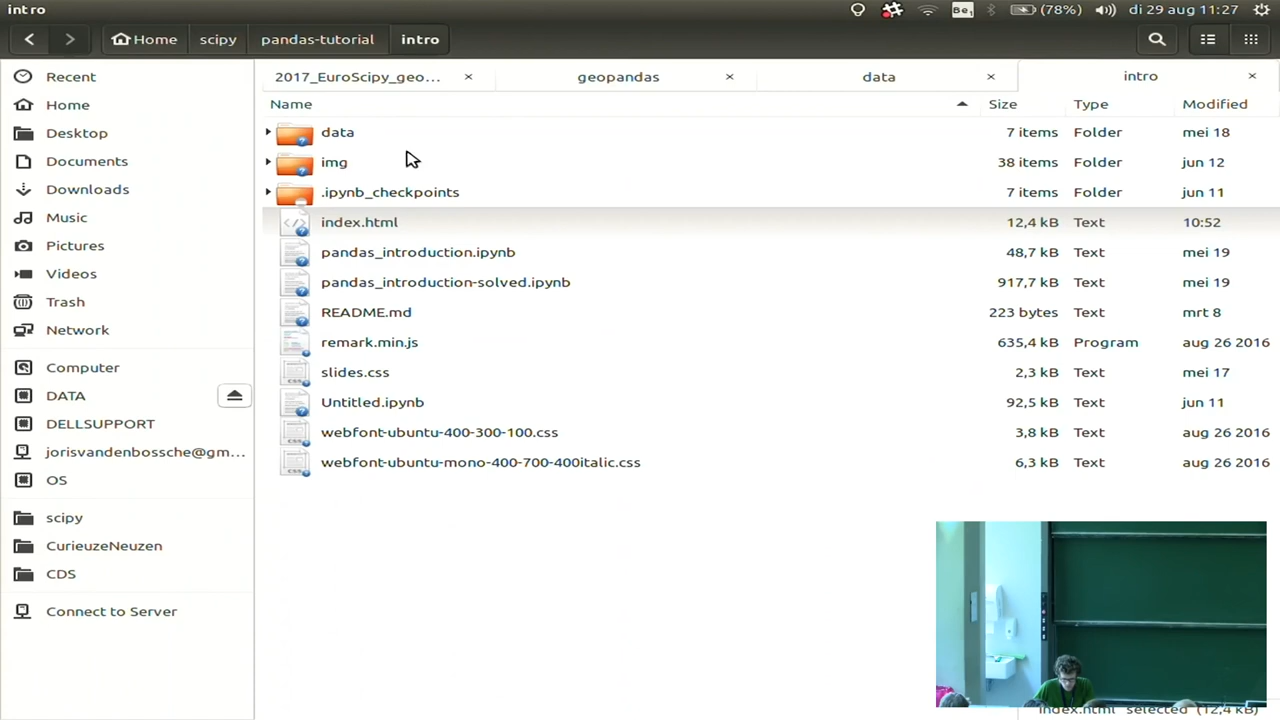 intro
Be₁
(78%)
di 29 aug 11:27
Home
scipy
pandas-tutorial
intro
Recent
Home
Desktop
Documents
Downloads
Music
Pictures
Videos
Trash
Network
Computer
DATA
DELLSUPPORT
jorisvandenbossche@gm...
OS
scipy
CurieuzeNeuzen
CDS
Connect to Server
2017_EuroScipy_geo... × geopandas × data × intro ×
Name Size Type Modified
data 7 items Folder mei 18
img 38 items Folder jun 12
.ipynb_checkpoints 7 items Folder jun 11
index.html 12,4 kB Text 10:52
pandas_introduction.ipynb 48,7 kB Text mei 19
pandas_introduction-solved.ipynb 917,7 kB Text mei 19
README.md 223 bytes Text mrt 8
remark.min.js 635,4 kB Program aug 26 2016
slides.css 2,3 kB Text mei 17
Untitled.ipynb 92,5 kB Text jun 11
webfont-ubuntu-400-300-100.css 3,8 kB Text aug 26 2016
webfont-ubuntu-mono-400-700-400italic.css 6,3 kB Text aug 26 2016
index.html selected (12,4 kB)